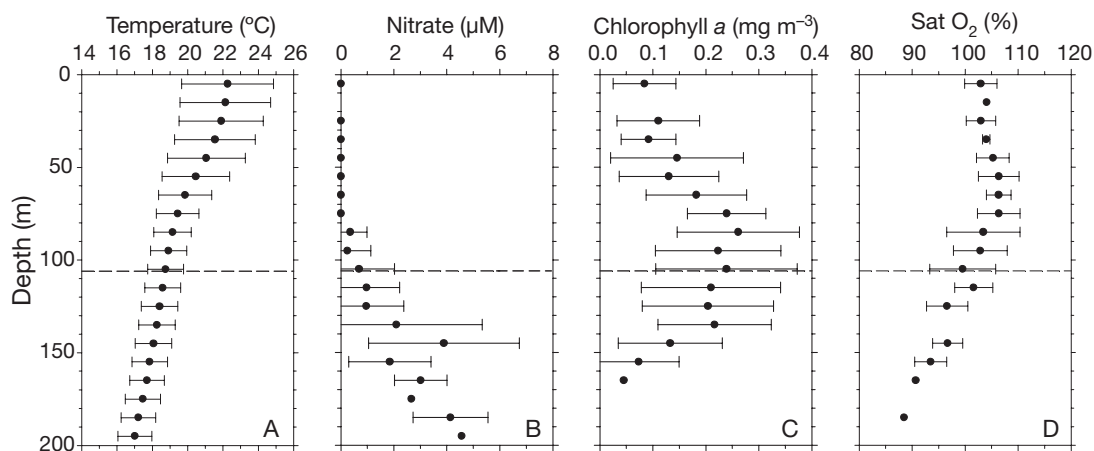 Temperature (ºC) Nitrate (µM) Chlorophyll a (mg m–3) Sat O2 (%)
14 16 18 20 22 24 26 0 2 4 6 8 0.0 0.1 0.2 0.3 0.4 80 90 100 110 120
0
50
100
150
200
Depth (m)
A B C D